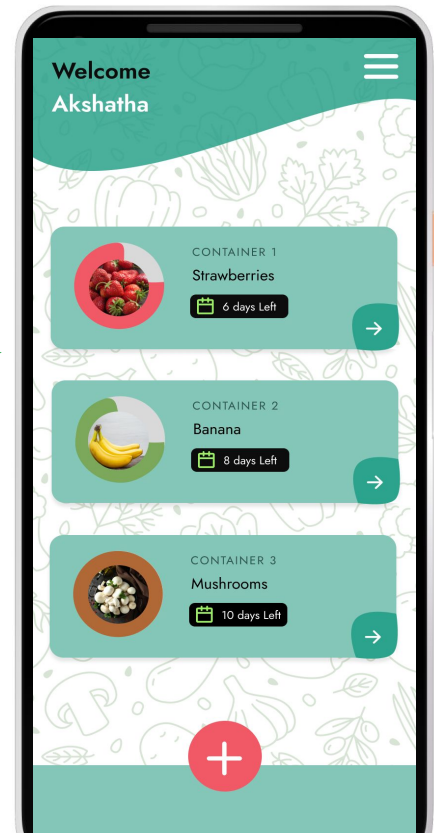 Welcome
Akshatha
CONTAINER 1
Strawberries
6 days Left
CONTAINER 2
Banana
8 days Left
CONTAINER 3
Mushrooms
10 days Left